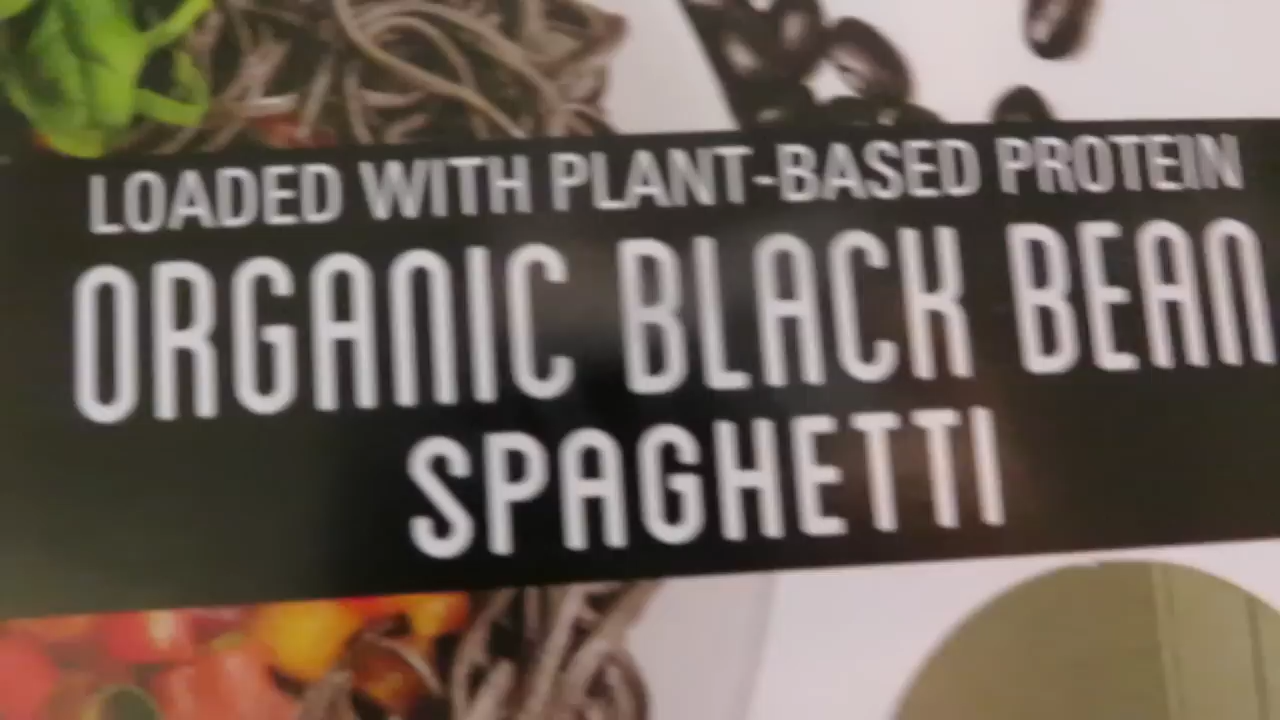 LOADED WITH PLANT-BASED PROTEIN
ORGANIC BLACK BEAN
SPAGHETTI